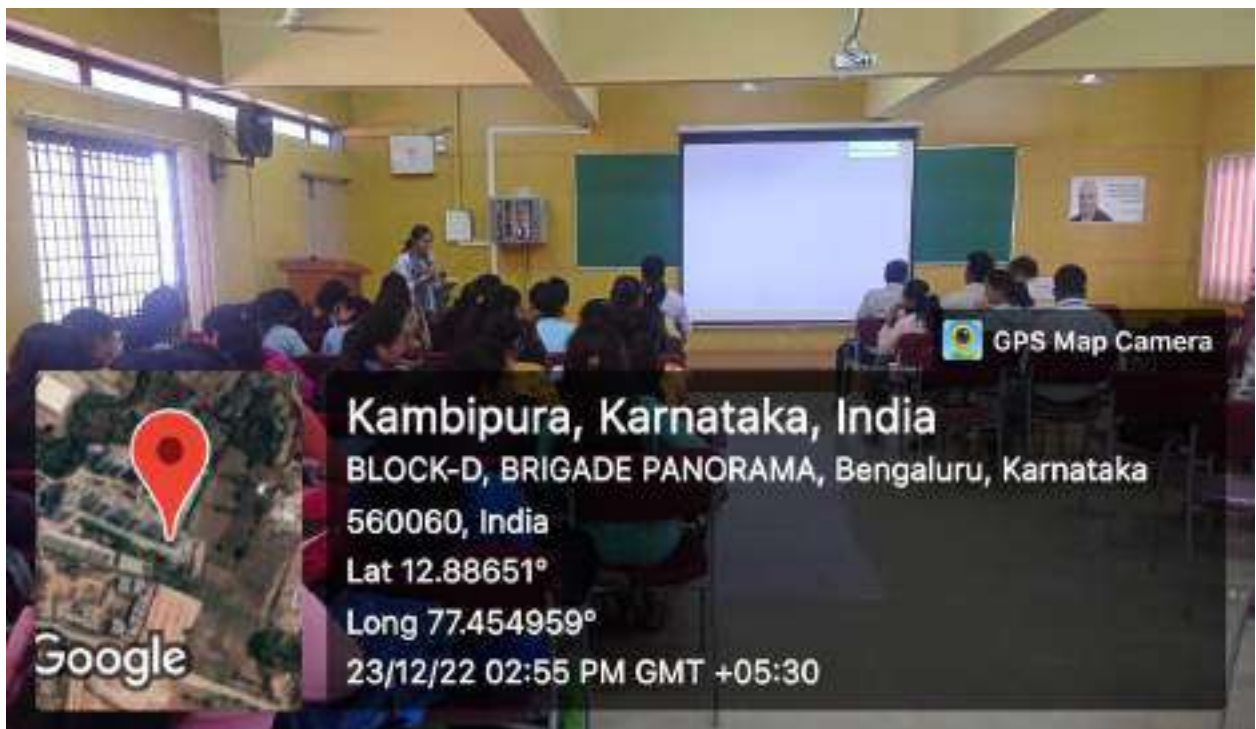 GPS Map Camera
Kambipura, Karnataka, India
BLOCK-D, BRIGADE PANORAMA, Bengaluru, Karnataka
560060, India
Lat 12.88651°
Long 77.454959°
23/12/22 02:55 PM GMT +05:30
Google